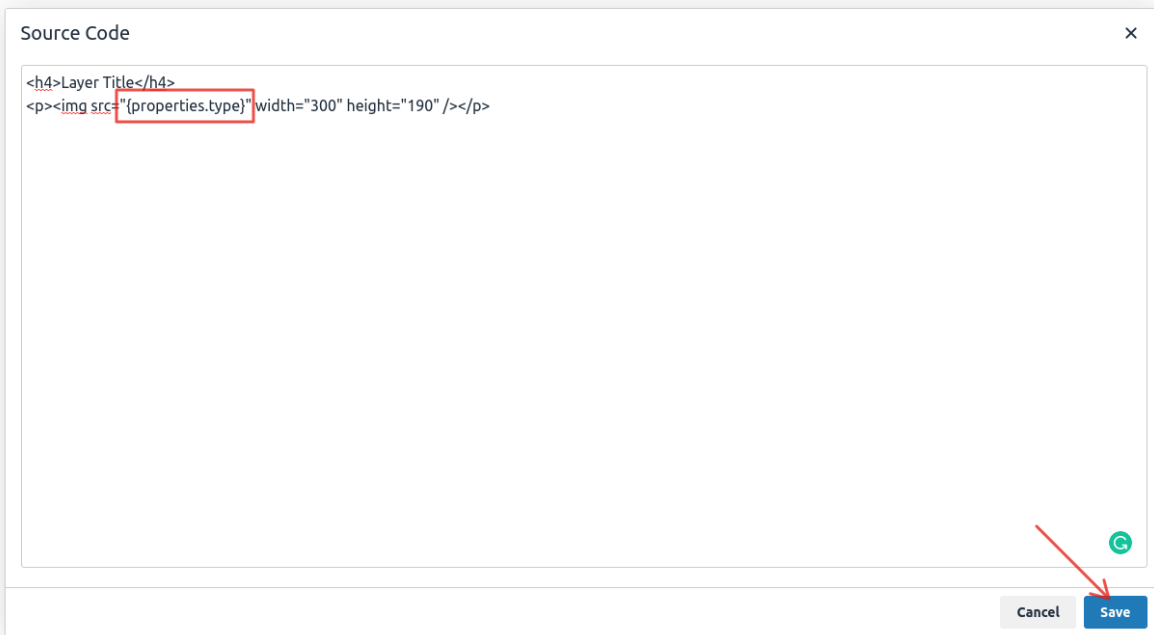 Source Code
<h4>Layer Title</h4>
<p><img src="{properties.type}" width="300" height="190" /></p>
Cancel Save